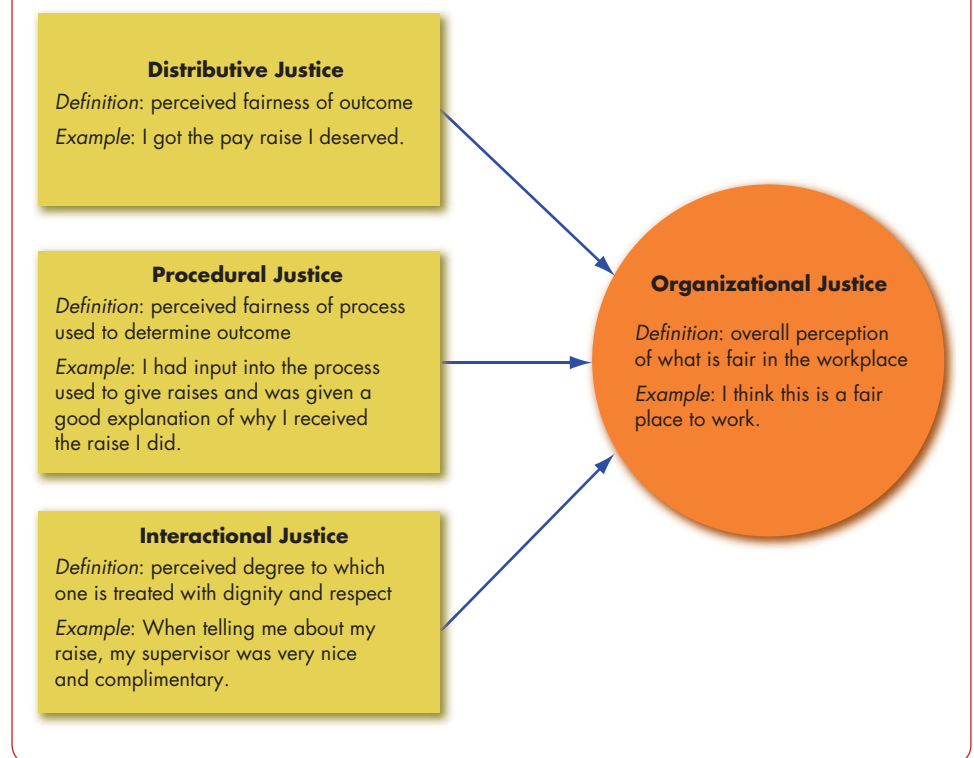 Distributive Justice
Definition: perceived fairness of outcome
Example: I got the pay raise I deserved.
Procedural Justice
Definition: perceived fairness of process
used to determine outcome
Example: I had input into the process
used to give raises and was given a
good explanation of why I received
the raise I did.
Interactional Justice
Definition: perceived degree to which
one is treated with dignity and respect
Example: When telling me about my
raise, my supervisor was very nice
and complimentary.
Organizational Justice
Definition: overall perception
of what is fair in the workplace
Example: I think this is a fair
place to work.